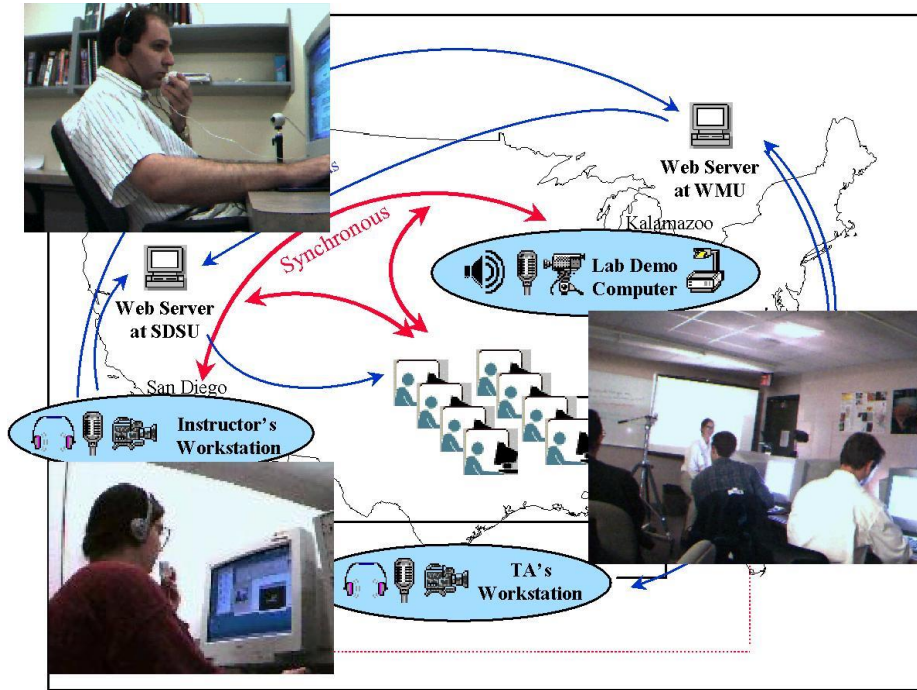 Web Server
at WMU
Kalamazoo
Synchronous
Lab Demo
Computer
Web Server
at SDSU
San Diego
Instructor's
Workstation
TA's
Workstation